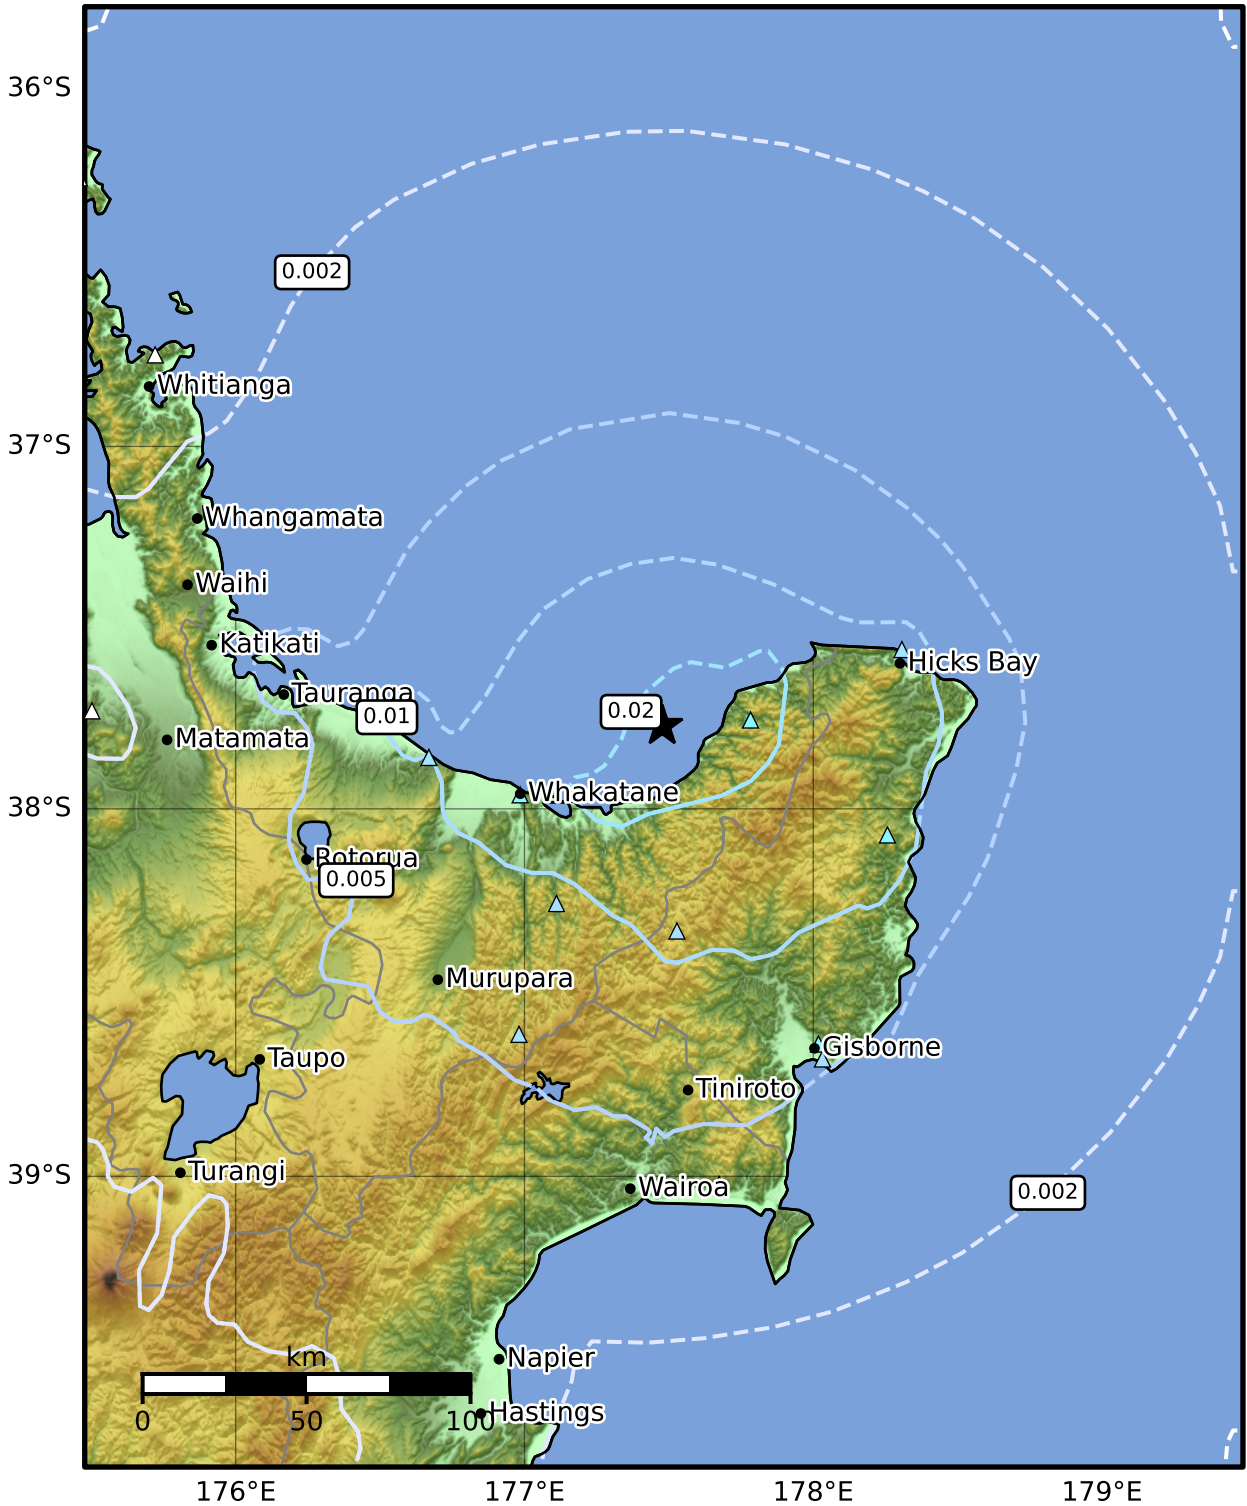 36°S
0.002
Whitianga
37°S
Whangamata
Waihi
Katikati
Hicks Bay
Tauranga
0.01
0.02
Matamata
Whakatane
38°S
Rotorua
0.005
Murupara
Gisborne
Taupo
Tiniroto
39°S
Turangi
Wairoa
0.002
km
Napier
Hastings
0 50 100
176°E 177°E 178°E 179°E